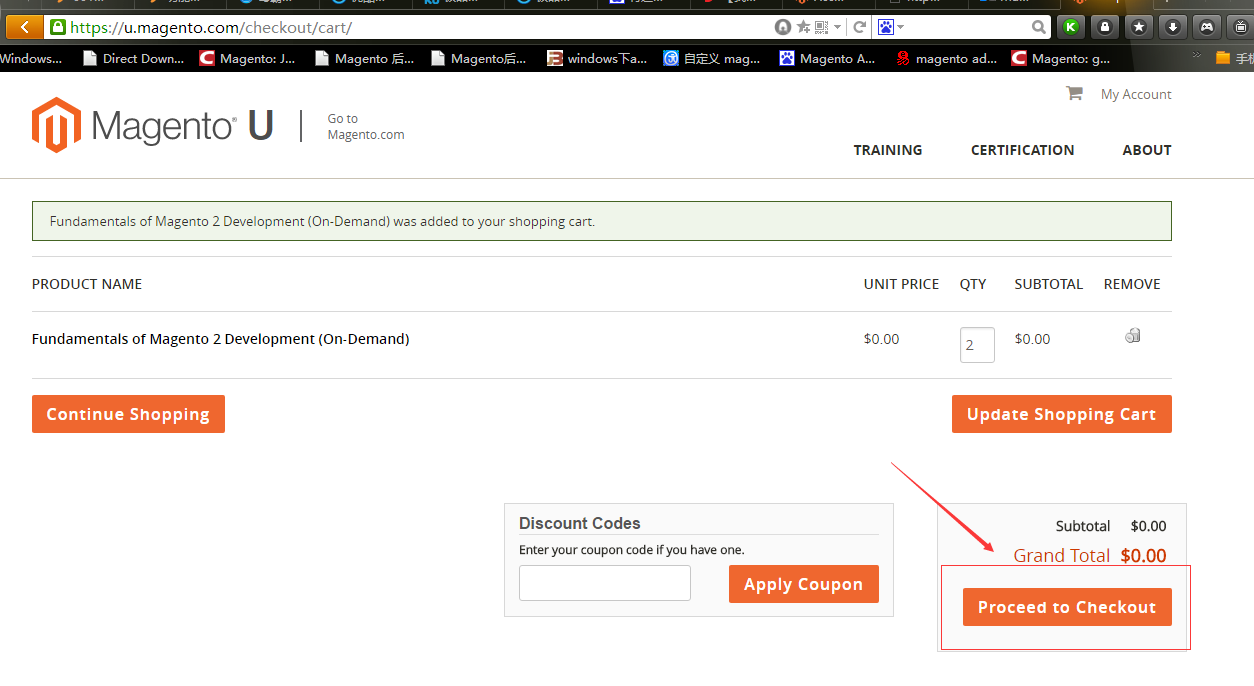 https://u.magento.com/checkout/cart/
Windows...
Direct Down...
Magento: J...
Magento 后...
Magento后...
windows下a...
自定义 mag...
Magento A...
magento ad...
Magento: g...
My Account
Magento® U
Go to
Magento.com
TRAINING
CERTIFICATION
ABOUT
Fundamentals of Magento 2 Development (On-Demand) was added to your shopping cart.
PRODUCT NAME
UNIT PRICE
QTY
SUBTOTAL
REMOVE
Fundamentals of Magento 2 Development (On-Demand)
$0.00
2
$0.00
Continue Shopping
Update Shopping Cart
Discount Codes
Enter your coupon code if you have one.
Apply Coupon
Subtotal $0.00
Grand Total $0.00
Proceed to Checkout